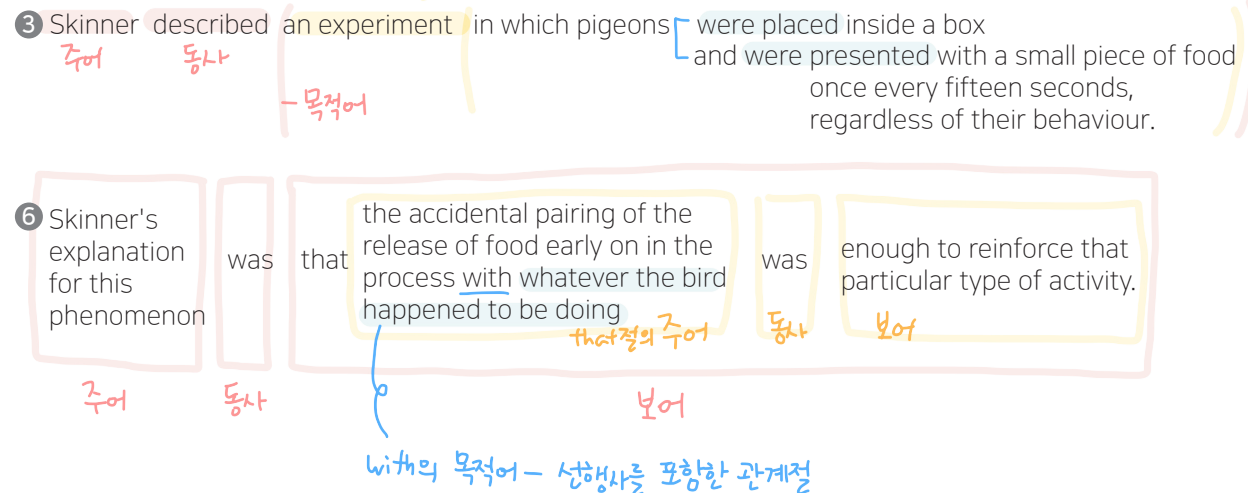 3 Skinner described an experiment in which pigeons were placed inside a box
주어 동사 and were presented with a small piece of food
once every fifteen seconds,
- 목적어 regardless of their behaviour.
6 Skinner's explanation for this phenomenon
was
that
the accidental pairing of the
release of food early on in the
process with whatever the bird
happened to be doing
was
enough to reinforce that
particular type of activity.
that절의 주어 동사 보어
주어 동사 보어
with의 목적어 - 선행사를 포함한 관계절